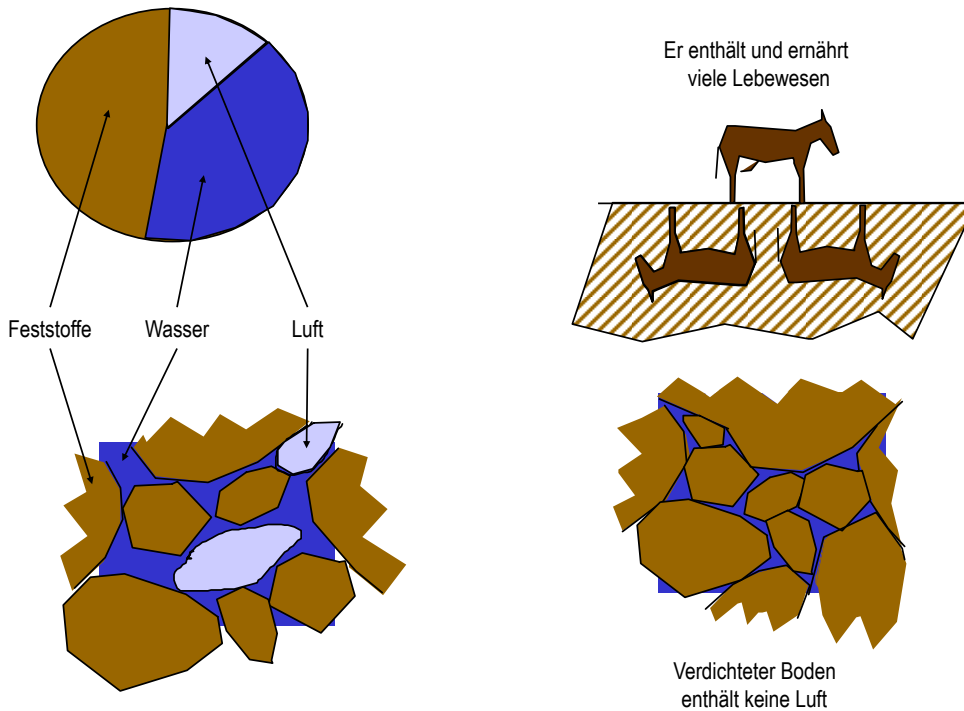 Er enthält und ernährt
viele Lebewesen
Feststoffe
Wasser
Luft
Verdichteter Boden
enthält keine Luft